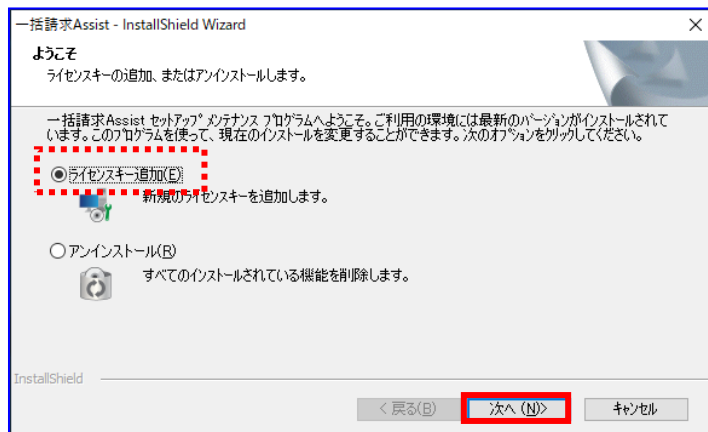 一括請求Assist - InstallShield Wizard
ようこそ
ライセンスキーの追加、またはアンインストールします。
一括請求Assist セットアップ メンテナンス プログラムへようこそ。ご利用の環境には最新のバージョンがインストールされて
います。このプログラムを使って、現在のインストールを変更することができます。次のオプションをクリックしてください。
ライセンスキー追加(E)
新規のライセンスキーを追加します。
アンインストール(R)
すべてのインストールされている機能を削除します。
InstallShield
< 戻る(B) 次へ (N)> キャンセル